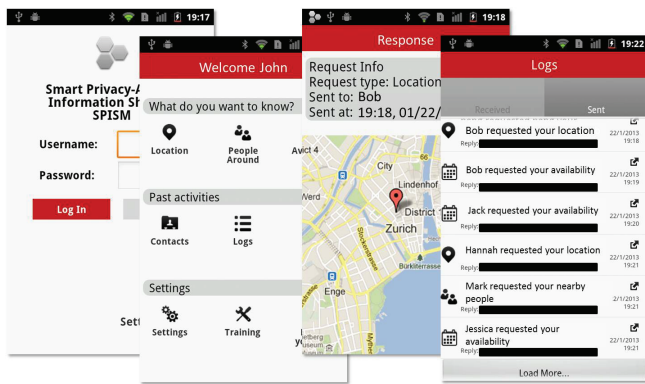 19:17
Smart Privacy-A
Information Sh
SPISM
Username:
Password:
Log In
Sett
Welcome John
What do you want to know?
Location
People
Around
Past activities
Contacts
Logs
Settings
Settings
Training
19:18
Response
Request Info
Request type: Location
Sent to: Bob
Sent at: 19:18, 01/22/
66
City
Lindenhof
District
Zurich
Stockerstrasse
Bürkliterrasse
Enge
19:22
Logs
Received
Sent
Bob requested your location
22/1/2013
Reply:
19:18
Bob requested your availability
22/1/2013
Reply:
19:19
Jack requested your availability
22/1/2013
Reply:
19:20
Hannah requested your location
22/1/2013
Reply:
19:21
Mark requested your nearby
people
2/1/2013
Reply:
19:21
Jessica requested your
availability
22/1/2013
Reply:
19:21
Load More...